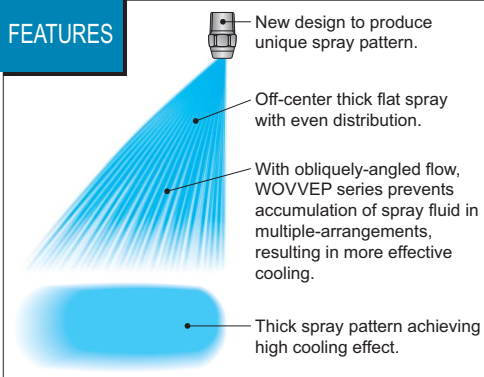 FEATURES
New design to produce
unique spray pattern.
Off-center thick flat spray
with even distribution.
With obliquely-angled flow,
WOVVEP series prevents
accumulation of spray fluid in
multiple-arrangements,
resulting in more effective
cooling.
Thick spray pattern achieving
high cooling effect.